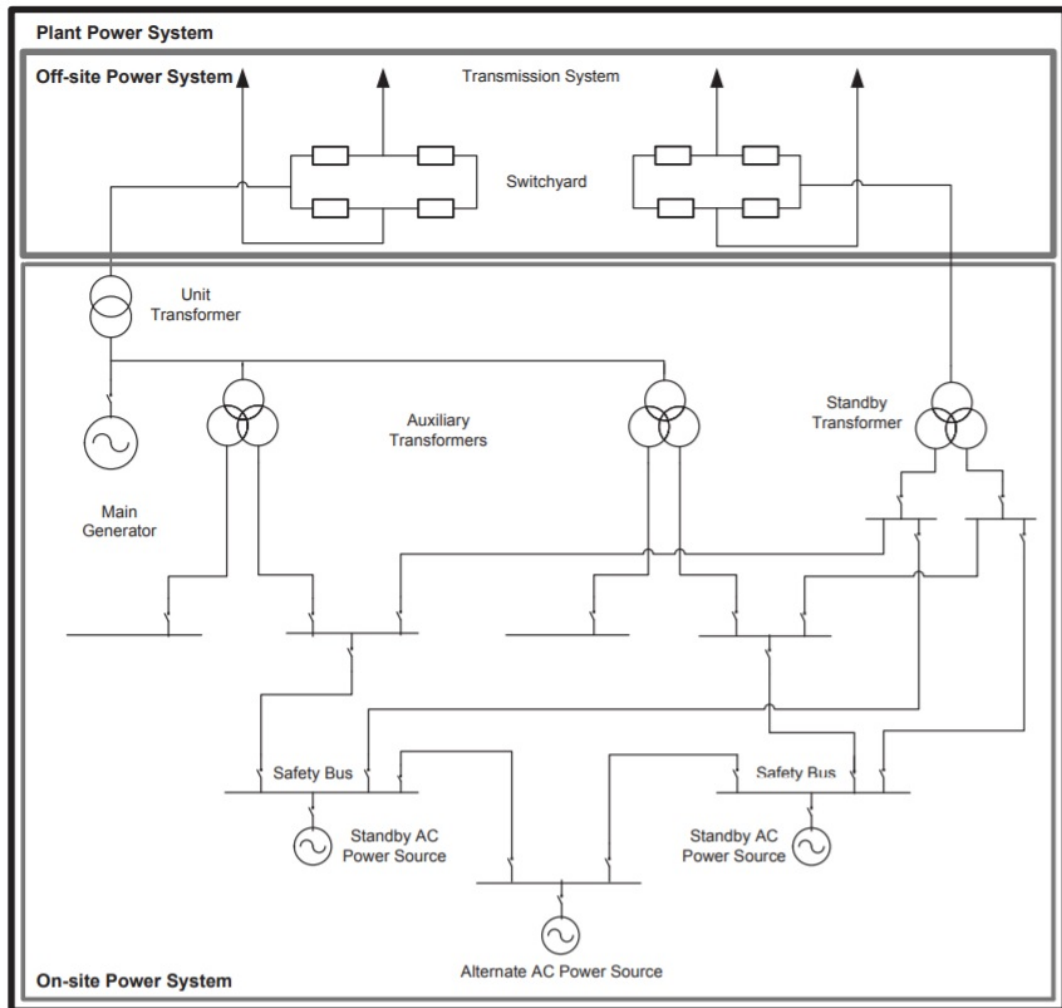 Plant Power System
Off-site Power System
Transmission System
Switchyard
Unit
Transformer
Auxiliary
Transformers
Standby
Transformer
Main
Generator
Safety Bus
Safety Bus
Standby AC
Power Source
Standby AC
Power Source
Alternate AC Power Source
On-site Power System